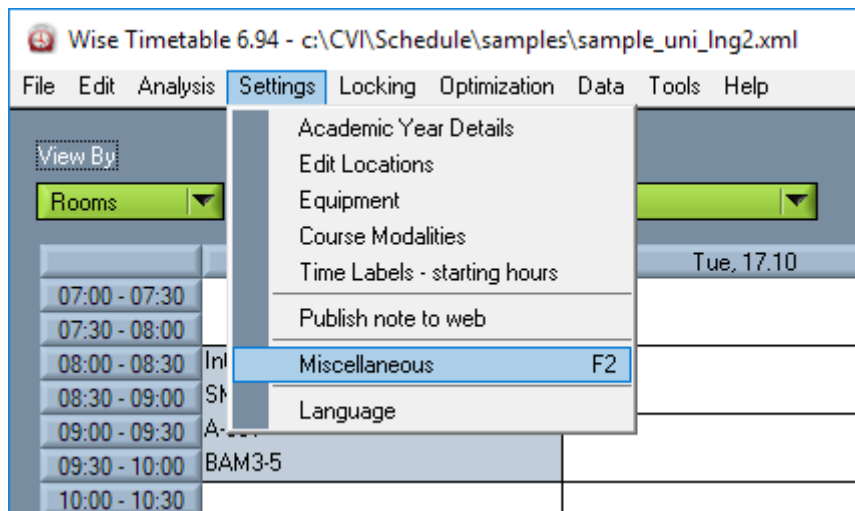 Wise Timetable 6.94 - c:\CVI\Schedule\samples\sample_uni_lng2.xml
File Edit Analysis Settings Locking Optimization Data Tools Help
Academic Year Details
View By
Edit Locations
Rooms
Equipment
Course Modalities
Tue, 17.10
Time Labels - starting hours
07:00 - 07:30
Publish note to web
07:30 - 08:00
08:00 - 08:30
Miscellaneous F2
08:30 - 09:00
Language
09:00 - 09:30
09:30 - 10:00 BAM3-5
10:00 - 10:30